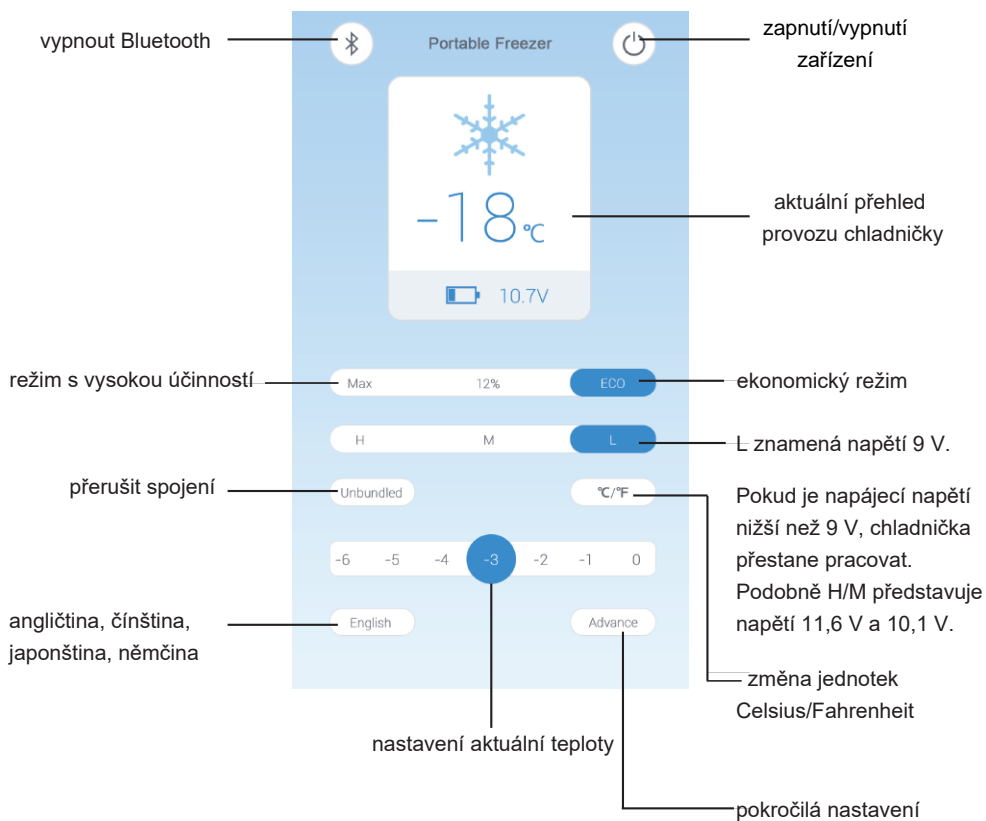 vypnout Bluetooth
Portable Freezer
zapnutí/vypnutí
zařízení
-18℃
aktuální přehled
provozu chladničky
10.7V
režim s vysokou účinností
Max 12% ECO
ekonomický režim
H M L
L znamená napětí 9 V.
přerušit spojení
Unbundled
℃/℉
Pokud je napájecí napětí
nižší než 9 V, chladnička
přestane pracovat.
Podobně H/M představuje
napětí 11,6 V a 10,1 V.
-6 -5 -4 -3 -2 -1 0
angličtina, čínština,
japonština, němčina
English
Advance
změna jednotek
Celsius/Fahrenheit
nastavení aktuální teploty
pokročilá nastavení